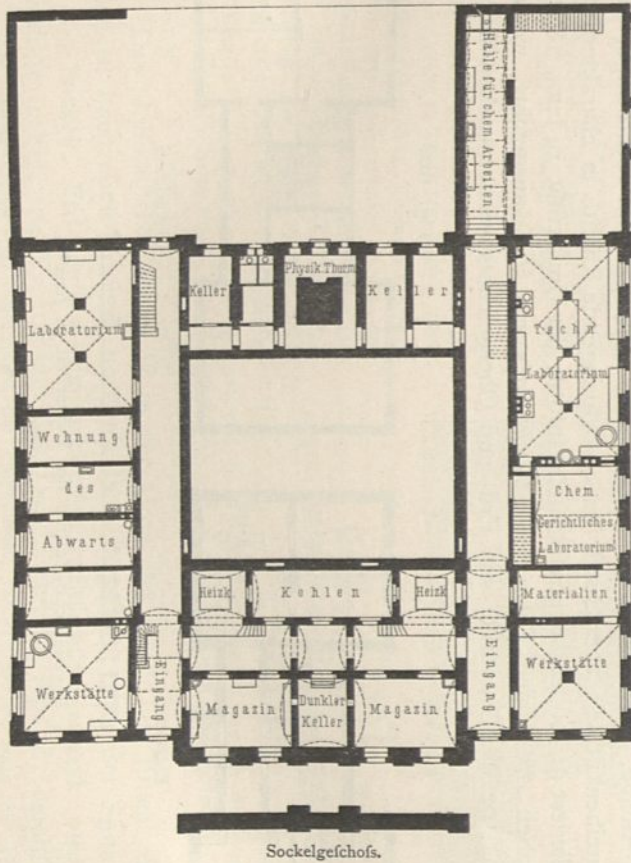 Halle für chem. Arbeiten
Physik. Thurm
Keller
Keller
Laboratorium
Techn
Laboratorium
Wohnung
des
Abwarts
Chem.
Gerichtliches
Laboratorium
Heizk.
Kohlen
Heizk.
Materialien
Werkstätte
Eingang
Magazin
Dunkler
Keller
Magazin
Eingang
Werkstätte
Sockelgeſchoſs.